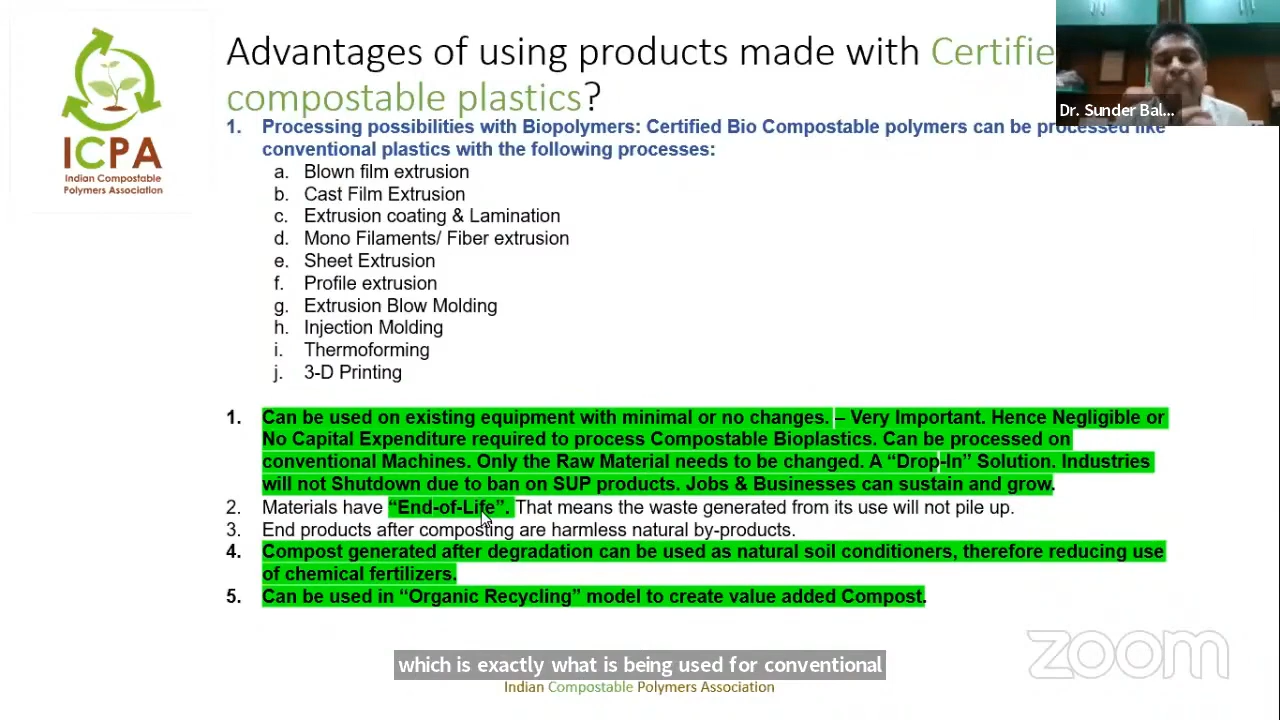 Advantages of using products made with Certifie
compostable plastics?
Dr. Sunder Bal...
ICPA
Indian Compostable
Polymers Association
1. Processing possibilities with Biopolymers: Certified Bio Compostable polymers can be processed like
conventional plastics with the following processes:
a. Blown film extrusion
b. Cast Film Extrusion
c. Extrusion coating & Lamination
d. Mono Filaments/ Fiber extrusion
e. Sheet Extrusion
f. Profile extrusion
g. Extrusion Blow Molding
h. Injection Molding
i. Thermoforming
j. 3-D Printing
1. Can be used on existing equipment with minimal or no changes. – Very Important. Hence Negligible or
No Capital Expenditure required to process Compostable Bioplastics. Can be processed on
conventional Machines. Only the Raw Material needs to be changed. A “Drop-In” Solution. Industries
will not Shutdown due to ban on SUP products. Jobs & Businesses can sustain and grow.
2. Materials have “End-of-Life”. That means the waste generated from its use will not pile up.
3. End products after composting are harmless natural by-products.
4. Compost generated after degradation can be used as natural soil conditioners, therefore reducing use
of chemical fertilizers.
5. Can be used in “Organic Recycling” model to create value added Compost.
zoom
which is exactly what is being used for conventional
Indian Compostable Polymers Association